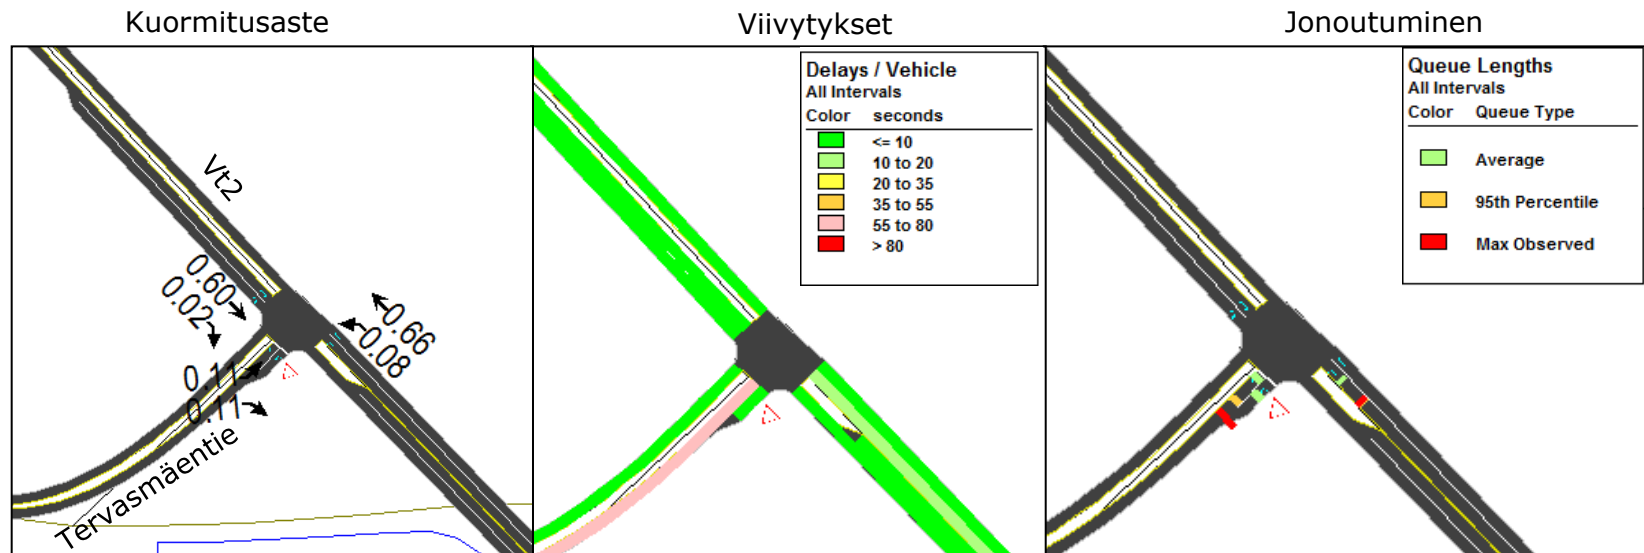 Kuormitusaste
Viivytykset
Jonoutuminen
Vt2
0.60
0.02
0.66
0.08
0.11
0.11
Tervasmäentie
Delays / Vehicle
All Intervals
Color seconds
<= 10
10 to 20
20 to 35
35 to 55
55 to 80
> 80
Queue Lengths
All Intervals
Color Queue Type
Average
95th Percentile
Max Observed